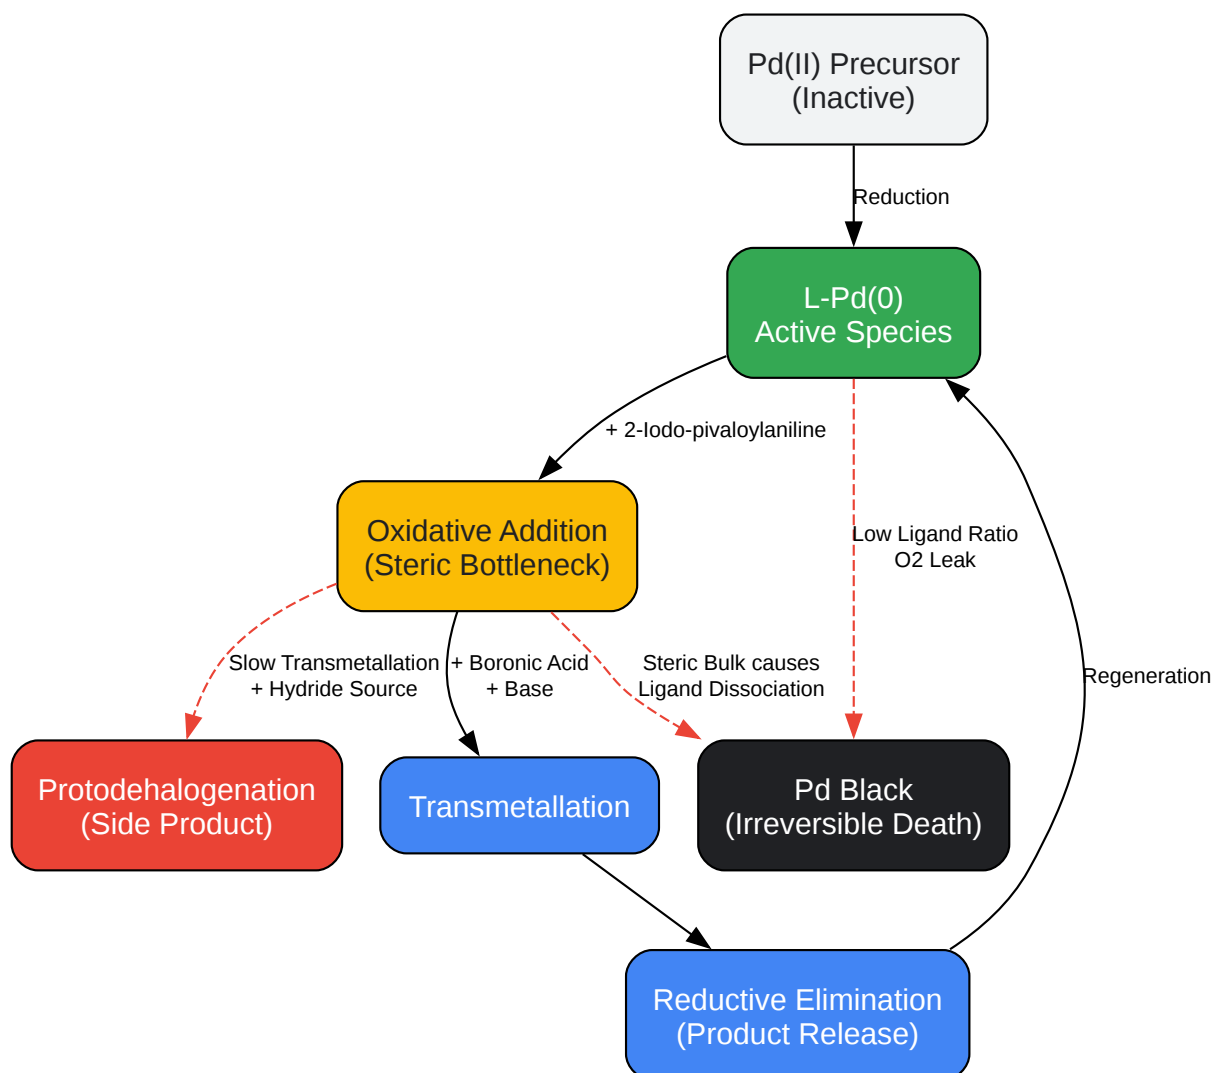 Pd(II) Precursor
(Inactive)
Reduction
L-Pd(0)
Active Species
+ 2-Iodo-pivaloylaniline
Oxidative Addition
(Steric Bottleneck)
Low Ligand Ratio
O2 Leak
Slow Transmetallation
+ Hydride Source
+ Boronic Acid
+ Base
Steric Bulk causes
Ligand Dissociation
Regeneration
Protodehalogenation
(Side Product)
Transmetallation
Pd Black
(Irreversible Death)
Reductive Elimination
(Product Release)